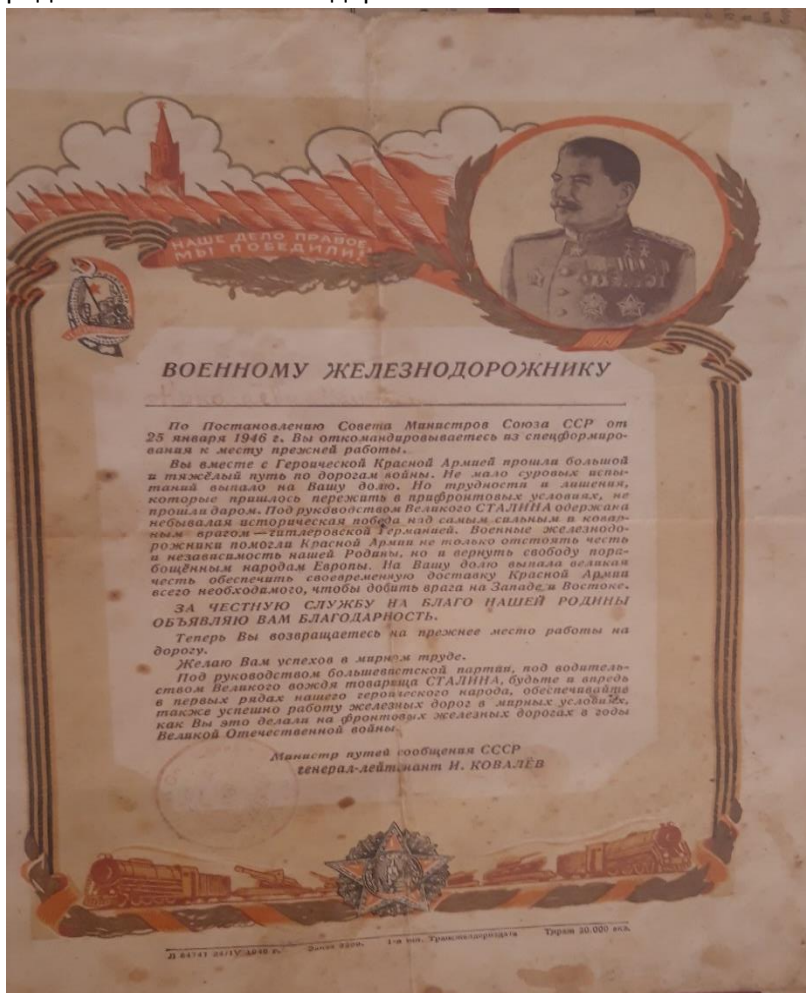 НАШЕ ДЕЛО ПРАВОЕ,
МЫ ПОБЕДИЛИ!
ВОЕННОМУ ЖЕЛЕЗНОДОРОЖНИКУ
По Постановлению Совета Министров Союза ССР от
25 января 1946 г. Вы откомандировываетесь из спецформиро-
вания к месту прежней работы.
Вы вместе с Героической Красной Армией прошли большой
и тяжёлый путь по дорогам войны. Не мало суровых испы-
таний выпало на Вашу долю. Но трудности и лишения,
которые пришлось пережить в прифронтовых условиях, не
прошли даром. Под руководством Великого СТАЛИНА одержана
небывалая историческая победа над самым сильным и ковар-
ным врагом — гитлеровской Германией. Военные железнодо-
рожники помогли Красной Армии не только отстоять честь
и независимость нашей Родины, но и вернуть свободу пора-
бощённым народам Европы. На Вашу долю выпала великая
честь обеспечить своевременную доставку Красной Армии
всего необходимого, чтобы добить врага на Западе и Востоке.
ЗА ЧЕСТНУЮ СЛУЖБУ НА БЛАГО НАШЕЙ РОДИНЫ
ОБЪЯВЛЯЮ ВАМ БЛАГОДАРНОСТЬ.
Теперь Вы возвращаетесь на прежнее место работы на
дорогу.
Желаю Вам успехов в мирном труде.
Под руководством большевистской партии, под водитель-
ством Великого вождя товарища СТАЛИНА, будьте и впредь
в первых рядах нашего героического народа, обеспечивайте
также успешно работу железных дорог в мирных условиях,
как Вы это делали на фронтовых железных дорогах в годы
Великой Отечественной войны.
Министр путей сообщения СССР
генерал-лейтенант И. КОВАЛЁВ
1-я тип. Трансжелдориздата Тираж 30.000 экз.